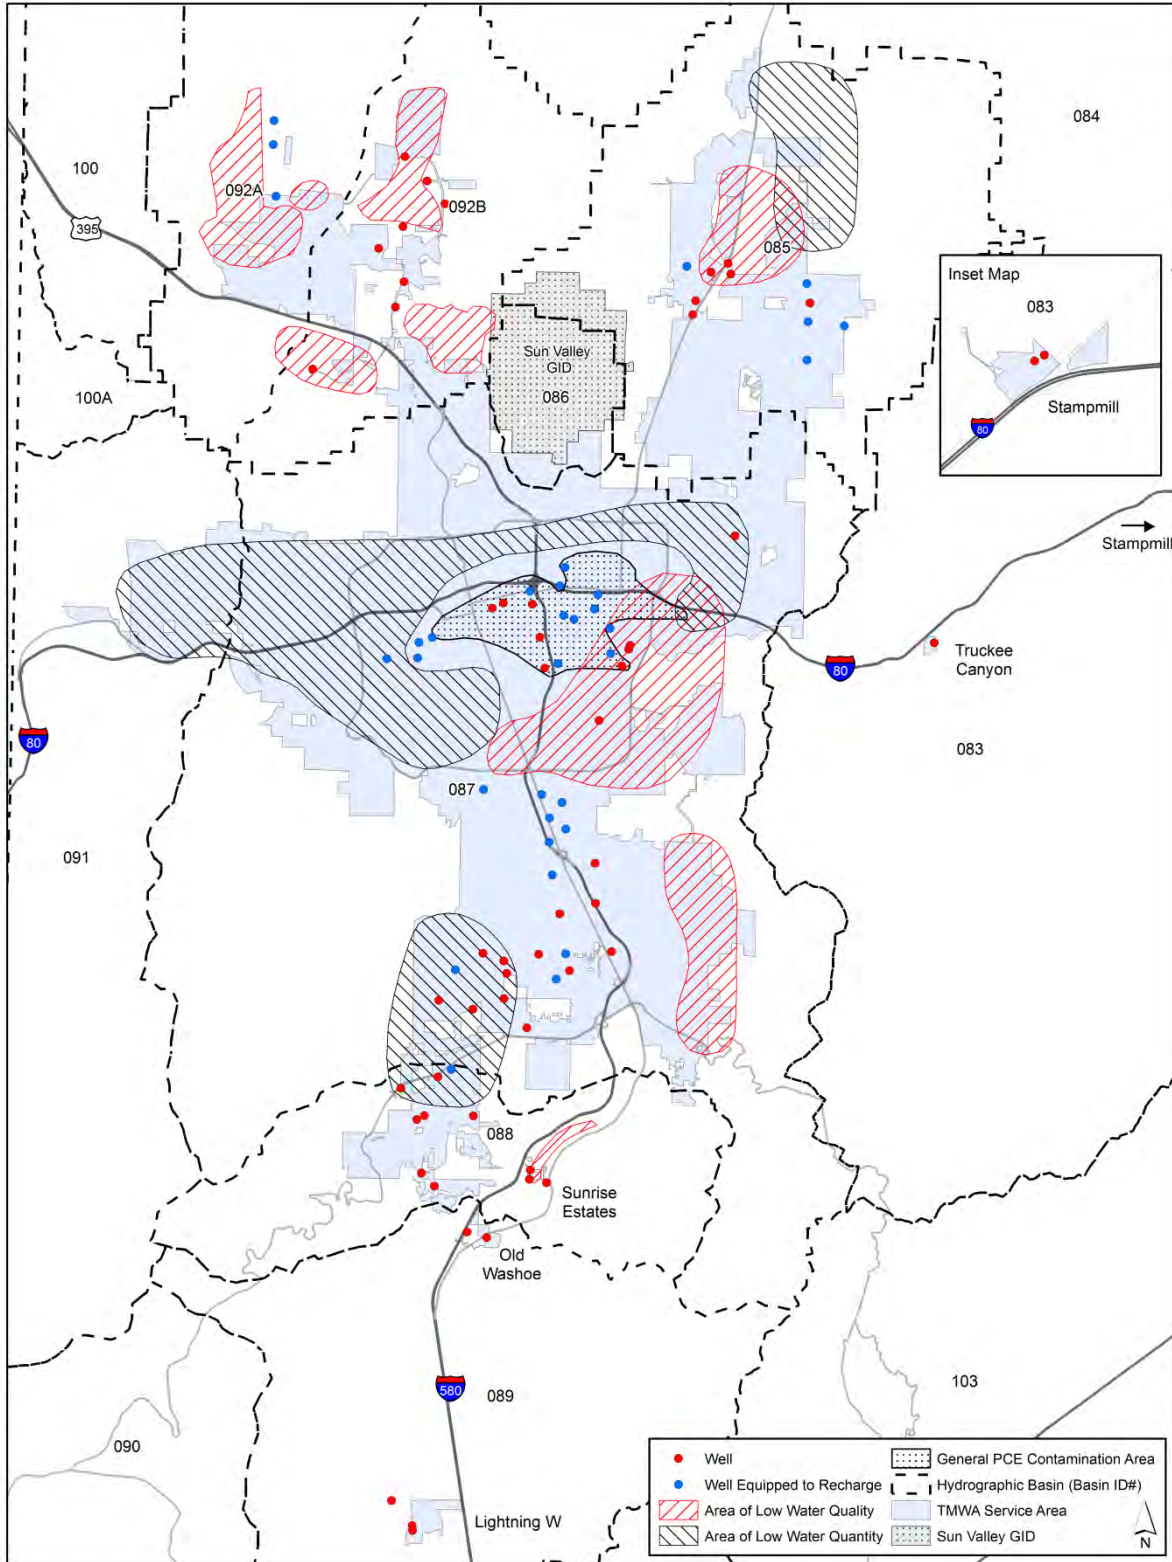 084
100
092A
092B
395
085
Inset Map
083
Stampmill
80
Sun Valley
GID
086
100A
Stampmill
Truckee
Canyon
80
80
083
087
091
088
Sunrise
Estates
Old
Washoe
580
089
103
090
Lightning W
Well
Well Equipped to Recharge
Area of Low Water Quality
Area of Low Water Quantity
General PCE Contamination Area
Hydrographic Basin (Basin ID#)
TMWA Service Area
Sun Valley GID
N